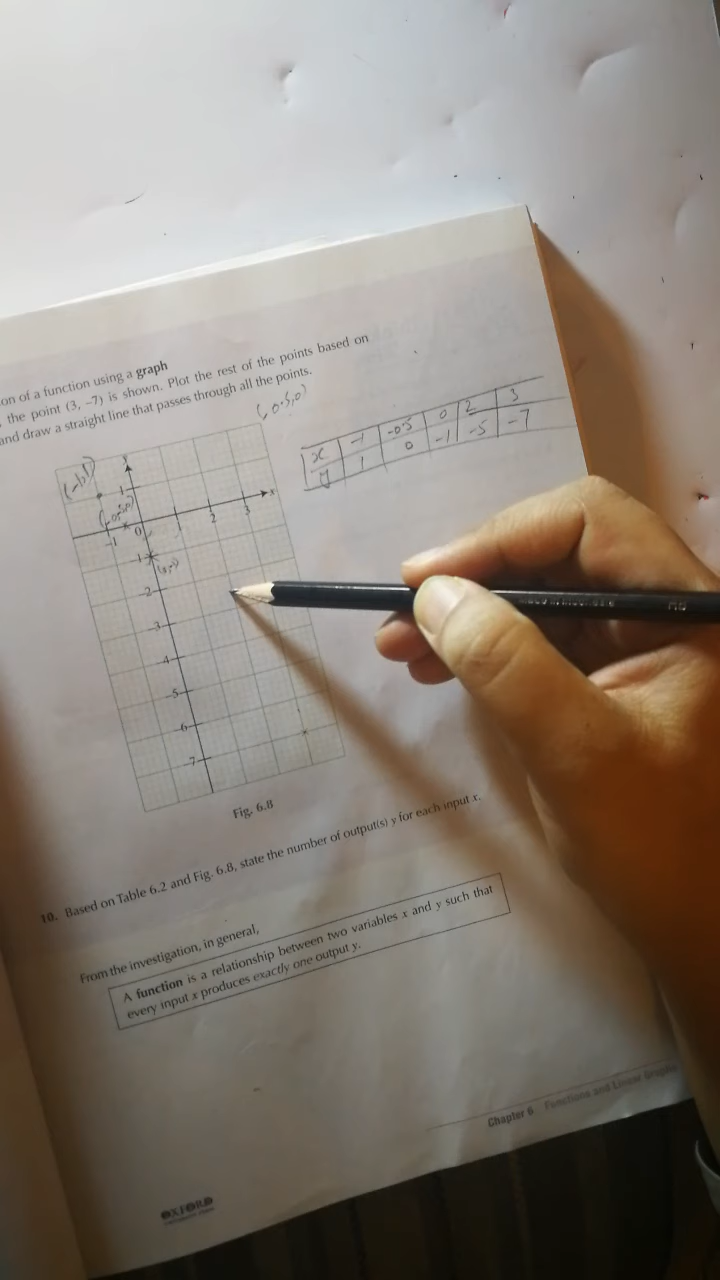 on of a function using a graph
the point (3, –7) is shown. Plot the rest of the points based on
and draw a straight line that passes through all the points.
(-0.5,0)
x -1 -0.5 0 2 3
y 1 0 -1 -5 -7
(-1,1)
y
1
(-0.5,0)
x
–1 0 1 2 3
–1
–2
–3
–4
–5
–6
–7
Fig. 6.8
10. Based on Table 6.2 and Fig. 6.8, state the number of output(s) y for each input x.
From the investigation, in general,
A function is a relationship between two variables x and y such that
every input x produces exactly one output y.
Chapter 6 Functions and Linear Graphs
OXFORD